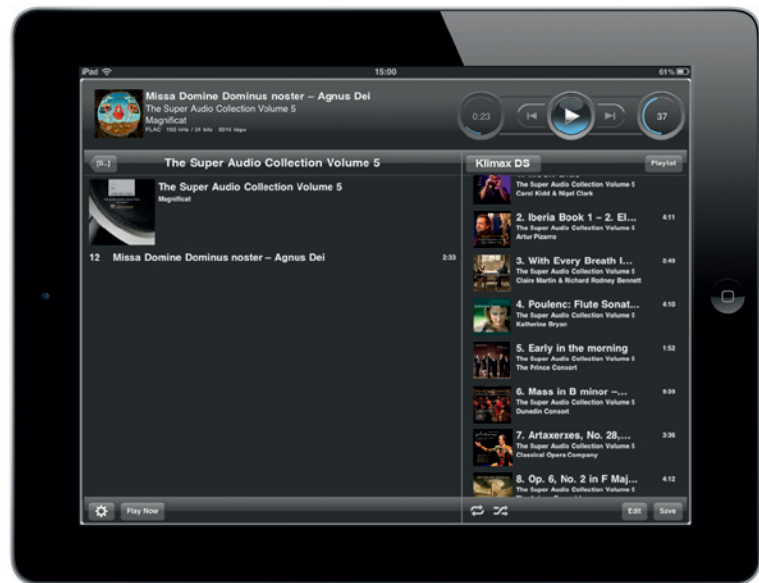 iPad
15:00
61%
Missa Domine Dominus noster – Agnus Dei
The Super Audio Collection Volume 5
Magnificat
0:23
37
The Super Audio Collection Volume 5
The Super Audio Collection Volume 5
Magnificat
12 Missa Domine Dominus noster – Agnus Dei 2:33
Play Now
Klimax DS
Playlist
The Super Audio Collection Volume 5
Carol Kidd & Nigel Clark
2. Iberia Book 1 – 2. El... 4:11
The Super Audio Collection Volume 5
Artur Pizarro
3. With Every Breath I... 3:49
The Super Audio Collection Volume 5
Claire Martin & Richard Rodney Bennett
4. Poulenc: Flute Sonat... 4:10
The Super Audio Collection Volume 5
Katherine Bryan
5. Early in the morning 1:52
The Super Audio Collection Volume 5
The Prince Consort
6. Mass in B minor –... 9:39
The Super Audio Collection Volume 5
Dunedin Consort
7. Artaxerxes, No. 28,... 3:36
The Super Audio Collection Volume 5
Classical Opera Company
8. Op. 6, No. 2 in F Maj... 4:12
The Super Audio Collection Volume 5
Edit
Save